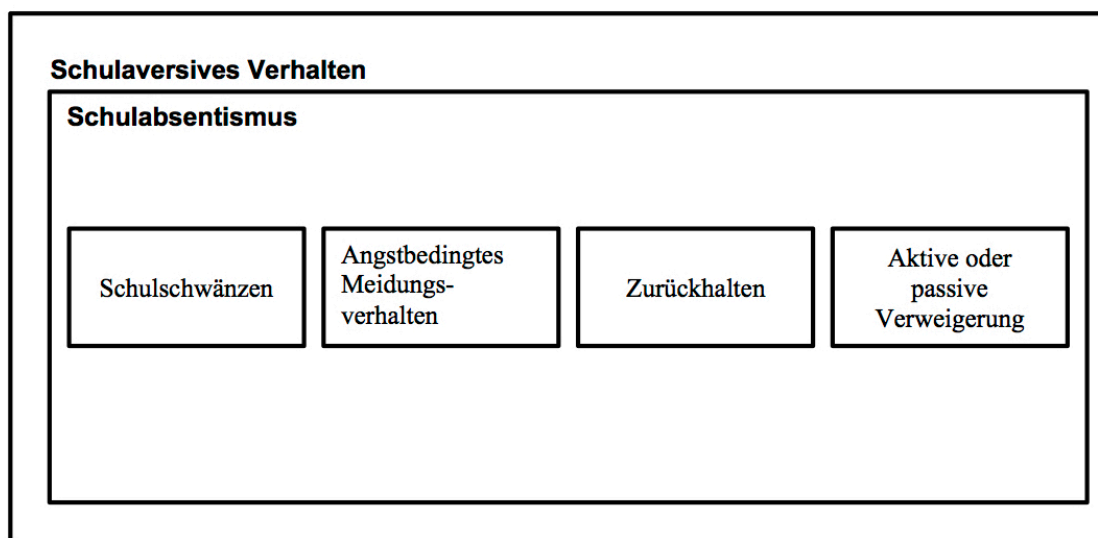 Schulaversives Verhalten
Schulabsentismus
Schulschwänzen
Angstbedingtes
Meidungs-
verhalten
Zurückhalten
Aktive oder
passive
Verweigerung